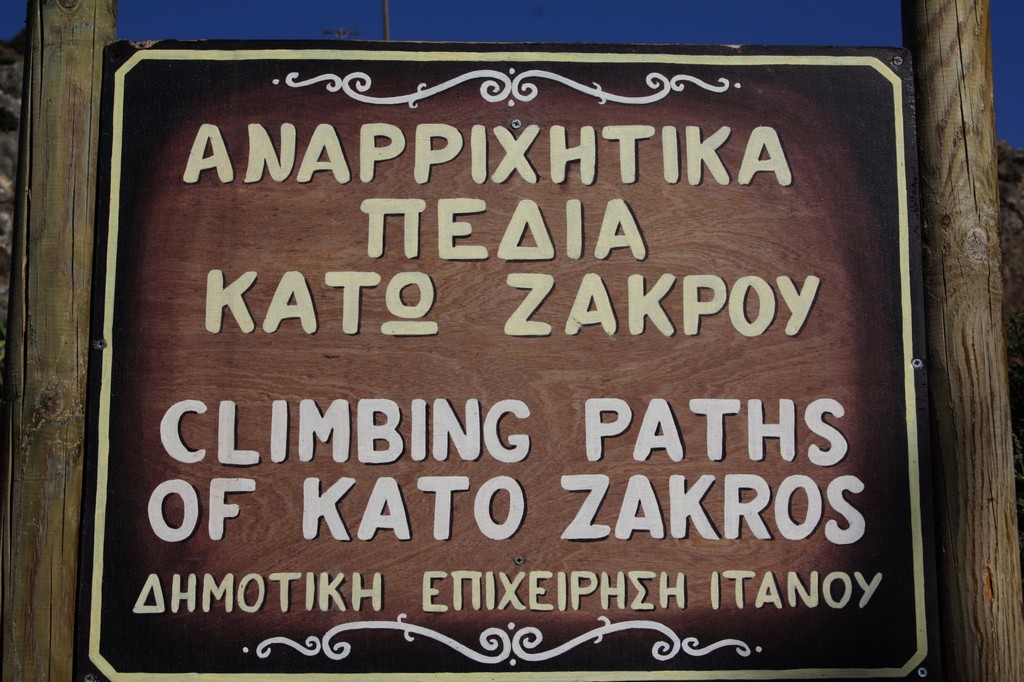 ΑΝΑΡΡΙΧΗΤΙΚΑ
ΠΕΔΙΑ
ΚΑΤΩ ΖΑΚΡΟΥ
CLIMBING PATHS
OF KATO ZAKROS
ΔΗΜΟΤΙΚΗ ΕΠΙΧΕΙΡΗΣΗ ΙΤΑΝΟΥ